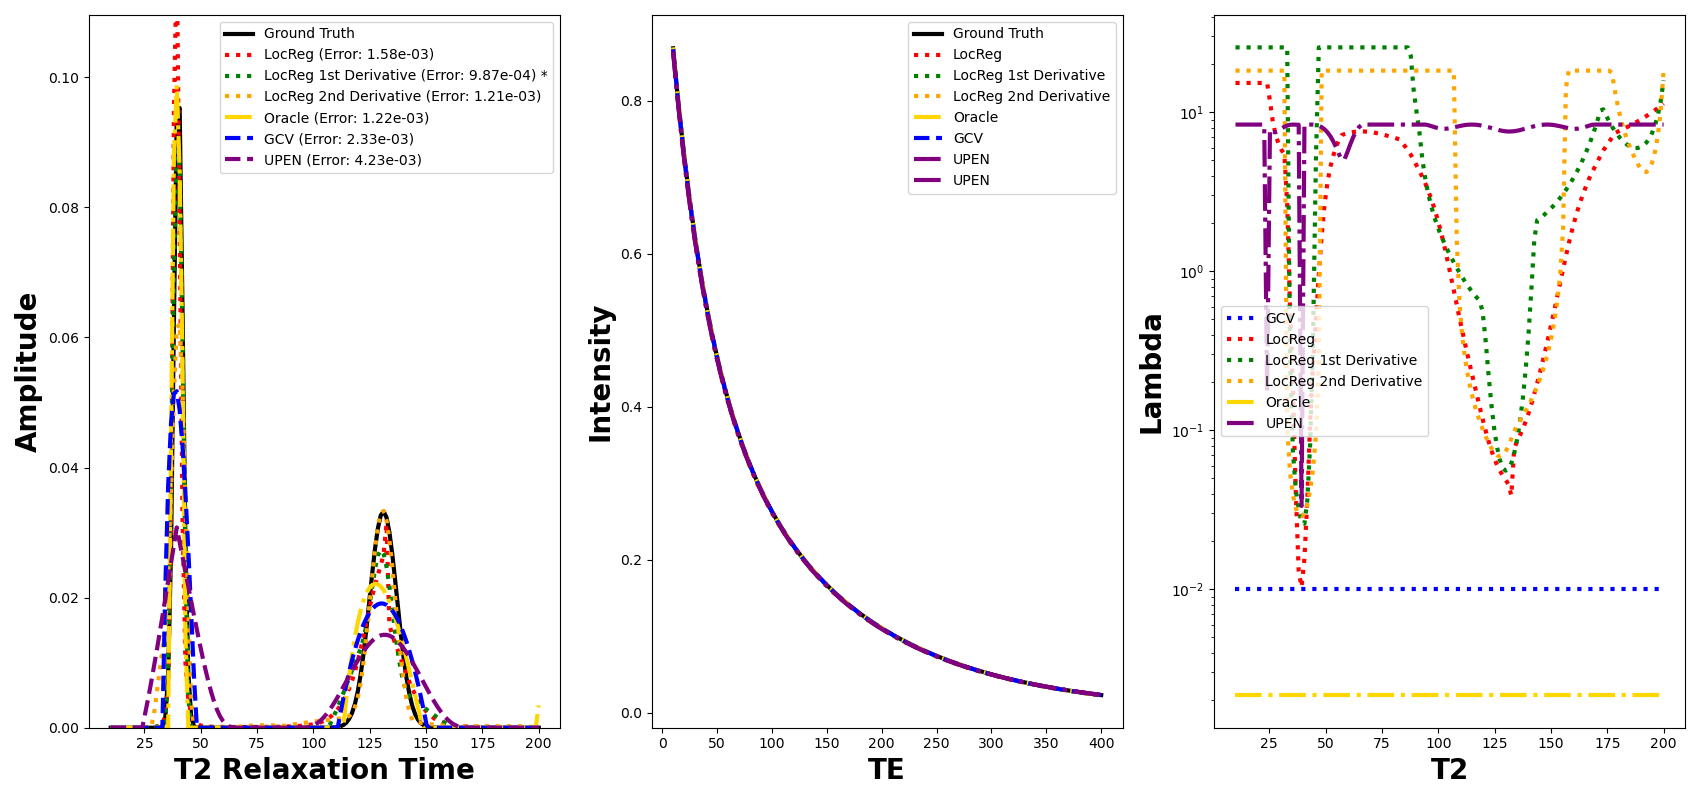 Amplitude
0.10
0.08
0.06
0.04
0.02
0.00
25 50 75 100 125 150 175 200
T2 Relaxation Time
Ground Truth
LocReg (Error: 1.58e-03)
LocReg 1st Derivative (Error: 9.87e-04) *
LocReg 2nd Derivative (Error: 1.21e-03)
Oracle (Error: 1.22e-03)
GCV (Error: 2.33e-03)
UPEN (Error: 4.23e-03)
Intensity
0.8
0.6
0.4
0.2
0.0
0 50 100 150 200 250 300 350 400
TE
Ground Truth
LocReg
LocReg 1st Derivative
LocReg 2nd Derivative
Oracle
GCV
UPEN
UPEN
Lambda
10¹
10⁰
10⁻¹
10⁻²
25 50 75 100 125 150 175 200
T2
GCV
LocReg
LocReg 1st Derivative
LocReg 2nd Derivative
Oracle
UPEN